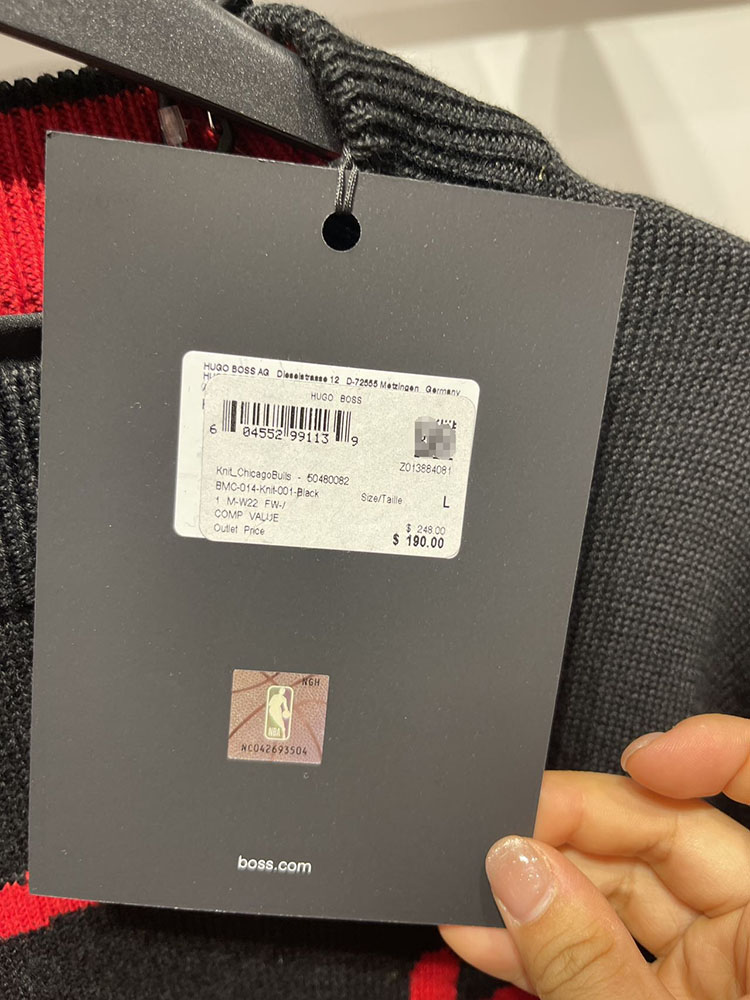 HUGO BOSS AG Dieselstrasse 12 D-72555 Metzingen Germany
HUGO BOSS
6 04552 99113 9
Z013884081
Knit_ChicagoBulls - 50480082
BMC-014-Knit-001-Black
Size/Taille L
1 M-W22 FW-/
COMP VALUE $ 248.00
Outlet Price $ 190.00
NGH
NBA
NC042693504
boss.com